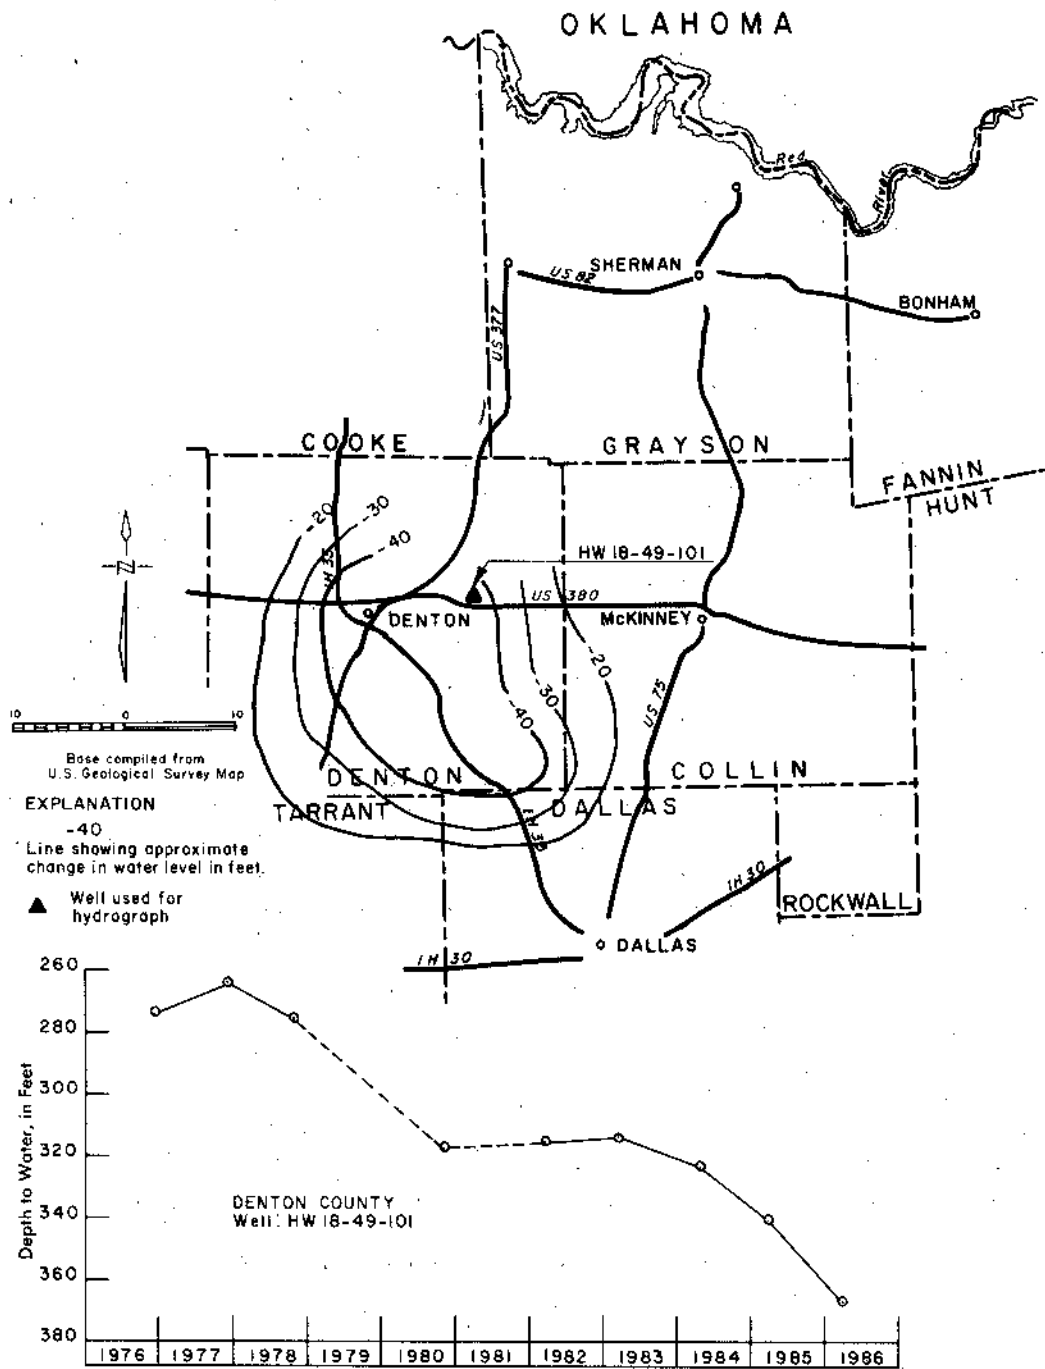 OKLAHOMA
Red
River
SHERMAN
US 82
BONHAM
US 377
COOKE
GRAYSON
FANNIN
HUNT
-20
-30
-40
IH 35
HW 18-49-101
US 380
DENTON
McKINNEY
-20
-30
-40
US 75
N
10 0 10
Base compiled from
U.S. Geological Survey Map
DENTON
COLLIN
TARRANT
DALLAS
EXPLANATION
-40
Line showing approximate
change in water level in feet.
Well used for
hydrograph
IH 30
ROCKWALL
DALLAS
IH 30
260
280
300
320
340
360
380
Depth to Water, in Feet
DENTON COUNTY
Well: HW 18-49-101
1976 1977 1978 1979 1980 1981 1982 1983 1984 1985 1986